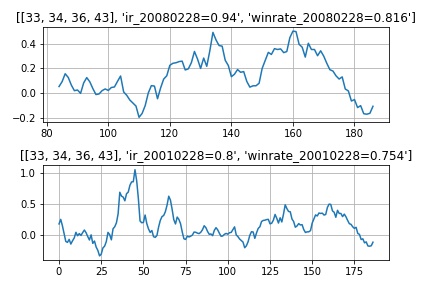 [[33, 34, 36, 43], 'ir_20080228=0.94', 'winrate_20080228=0.816']
0.4
0.2
0.0
−0.2
80 100 120 140 160 180
[[33, 34, 36, 43], 'ir_20010228=0.8', 'winrate_20010228=0.754']
1.0
0.5
0.0
0 25 50 75 100 125 150 175